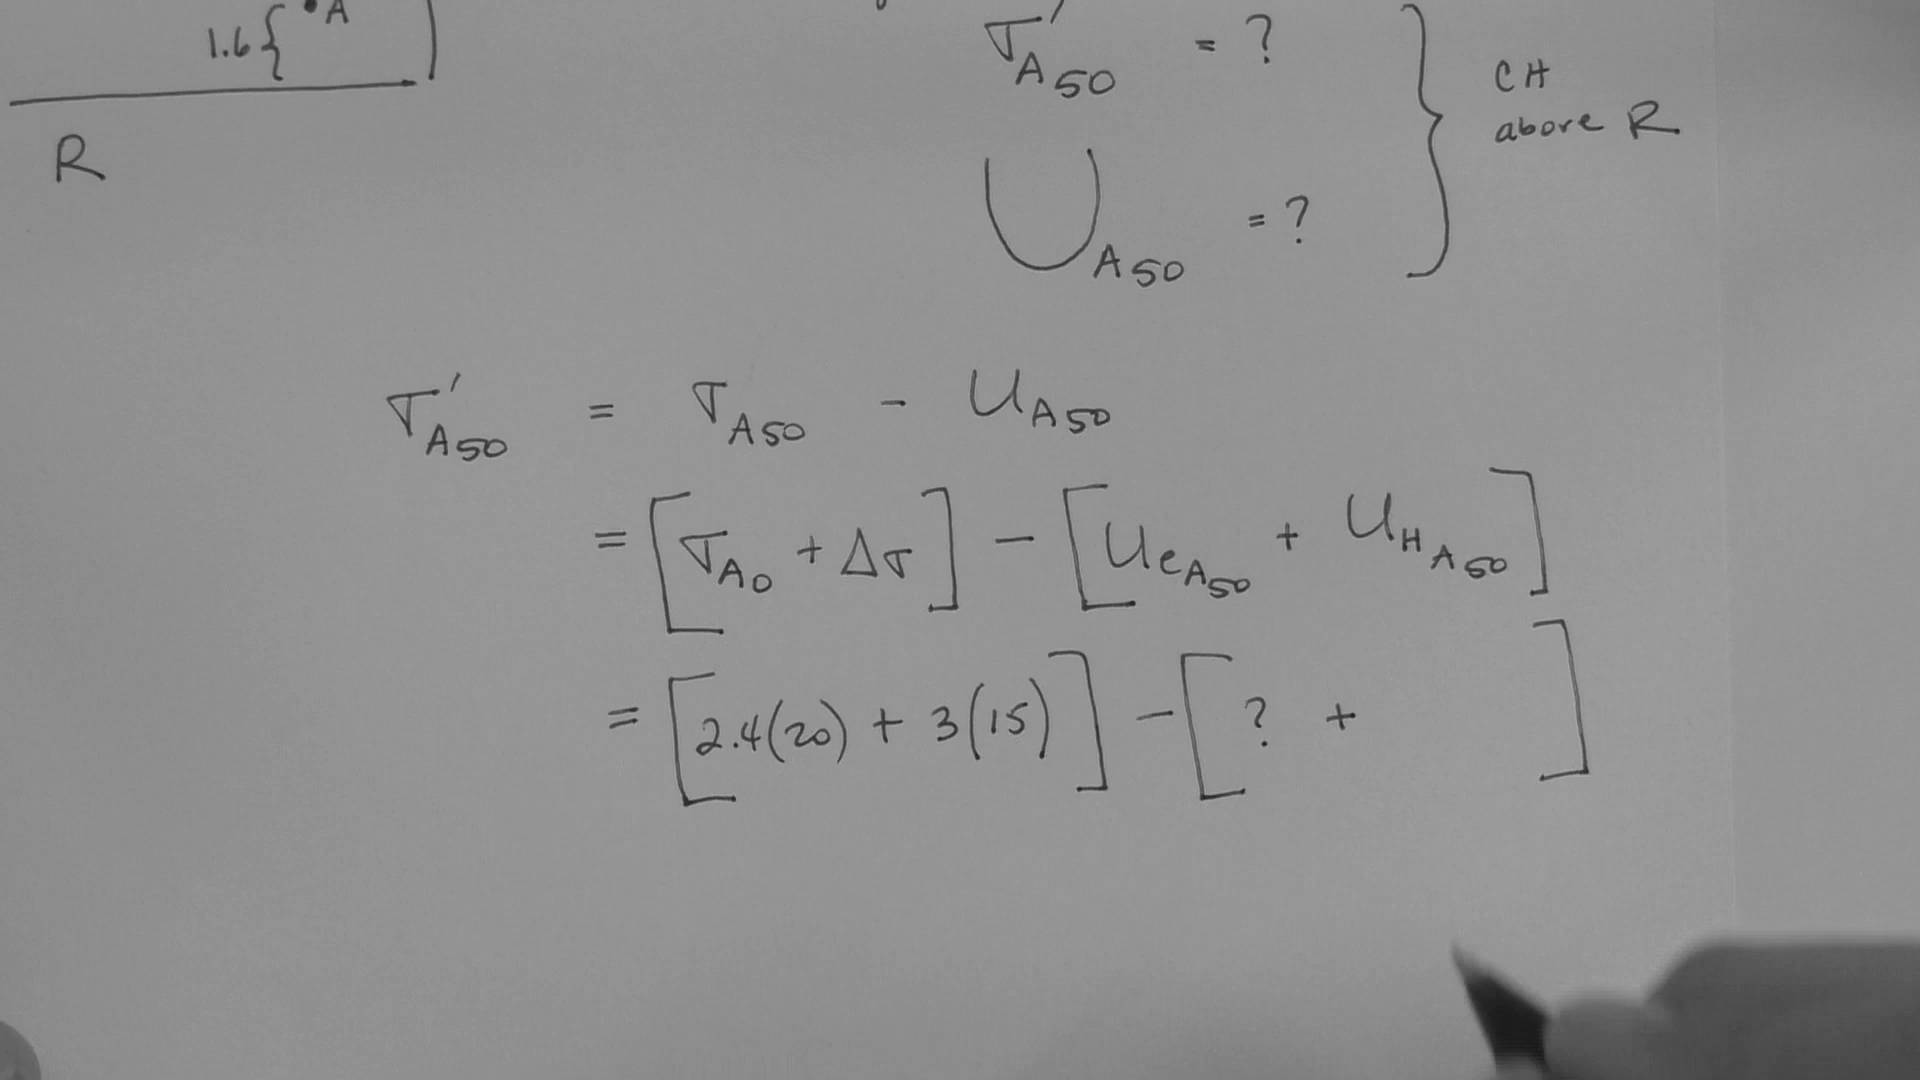 1.6{ •A
R
σ'A50 = ?
UA50 = ?
} CH
above R
σ'A50 = σA50 - UA50
= [σA0 + Δσ] - [UeA50 + UHA50]
= [2.4(20) + 3(15)] - [? + ]